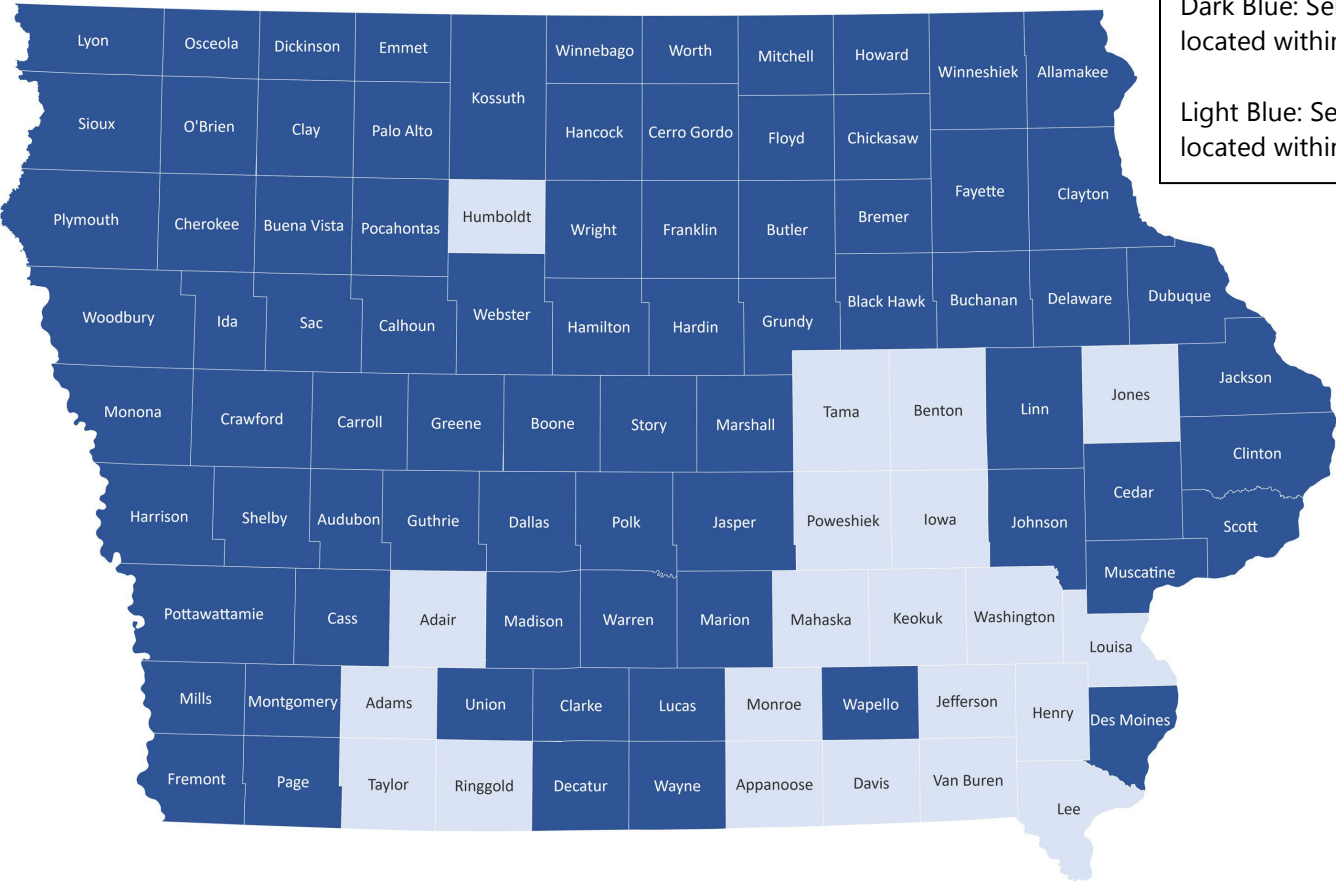 Dark Blue: Se
located within
Light Blue: Se
located within
Lyon
Osceola
Dickinson
Emmet
Kossuth
Winnebago
Worth
Mitchell
Howard
Winneshiek
Allamakee
Sioux
O'Brien
Clay
Palo Alto
Hancock
Cerro Gordo
Floyd
Chickasaw
Fayette
Clayton
Plymouth
Cherokee
Buena Vista
Pocahontas
Humboldt
Wright
Franklin
Butler
Bremer
Woodbury
Ida
Sac
Calhoun
Webster
Hamilton
Hardin
Grundy
Black Hawk
Buchanan
Delaware
Dubuque
Monona
Crawford
Carroll
Greene
Boone
Story
Marshall
Tama
Benton
Linn
Jones
Jackson
Clinton
Harrison
Shelby
Audubon
Guthrie
Dallas
Polk
Jasper
Poweshiek
Iowa
Johnson
Cedar
Scott
Muscatine
Pottawattamie
Cass
Adair
Madison
Warren
Marion
Mahaska
Keokuk
Washington
Louisa
Mills
Montgomery
Adams
Union
Clarke
Lucas
Monroe
Wapello
Jefferson
Henry
Des Moines
Fremont
Page
Taylor
Ringgold
Decatur
Wayne
Appanoose
Davis
Van Buren
Lee